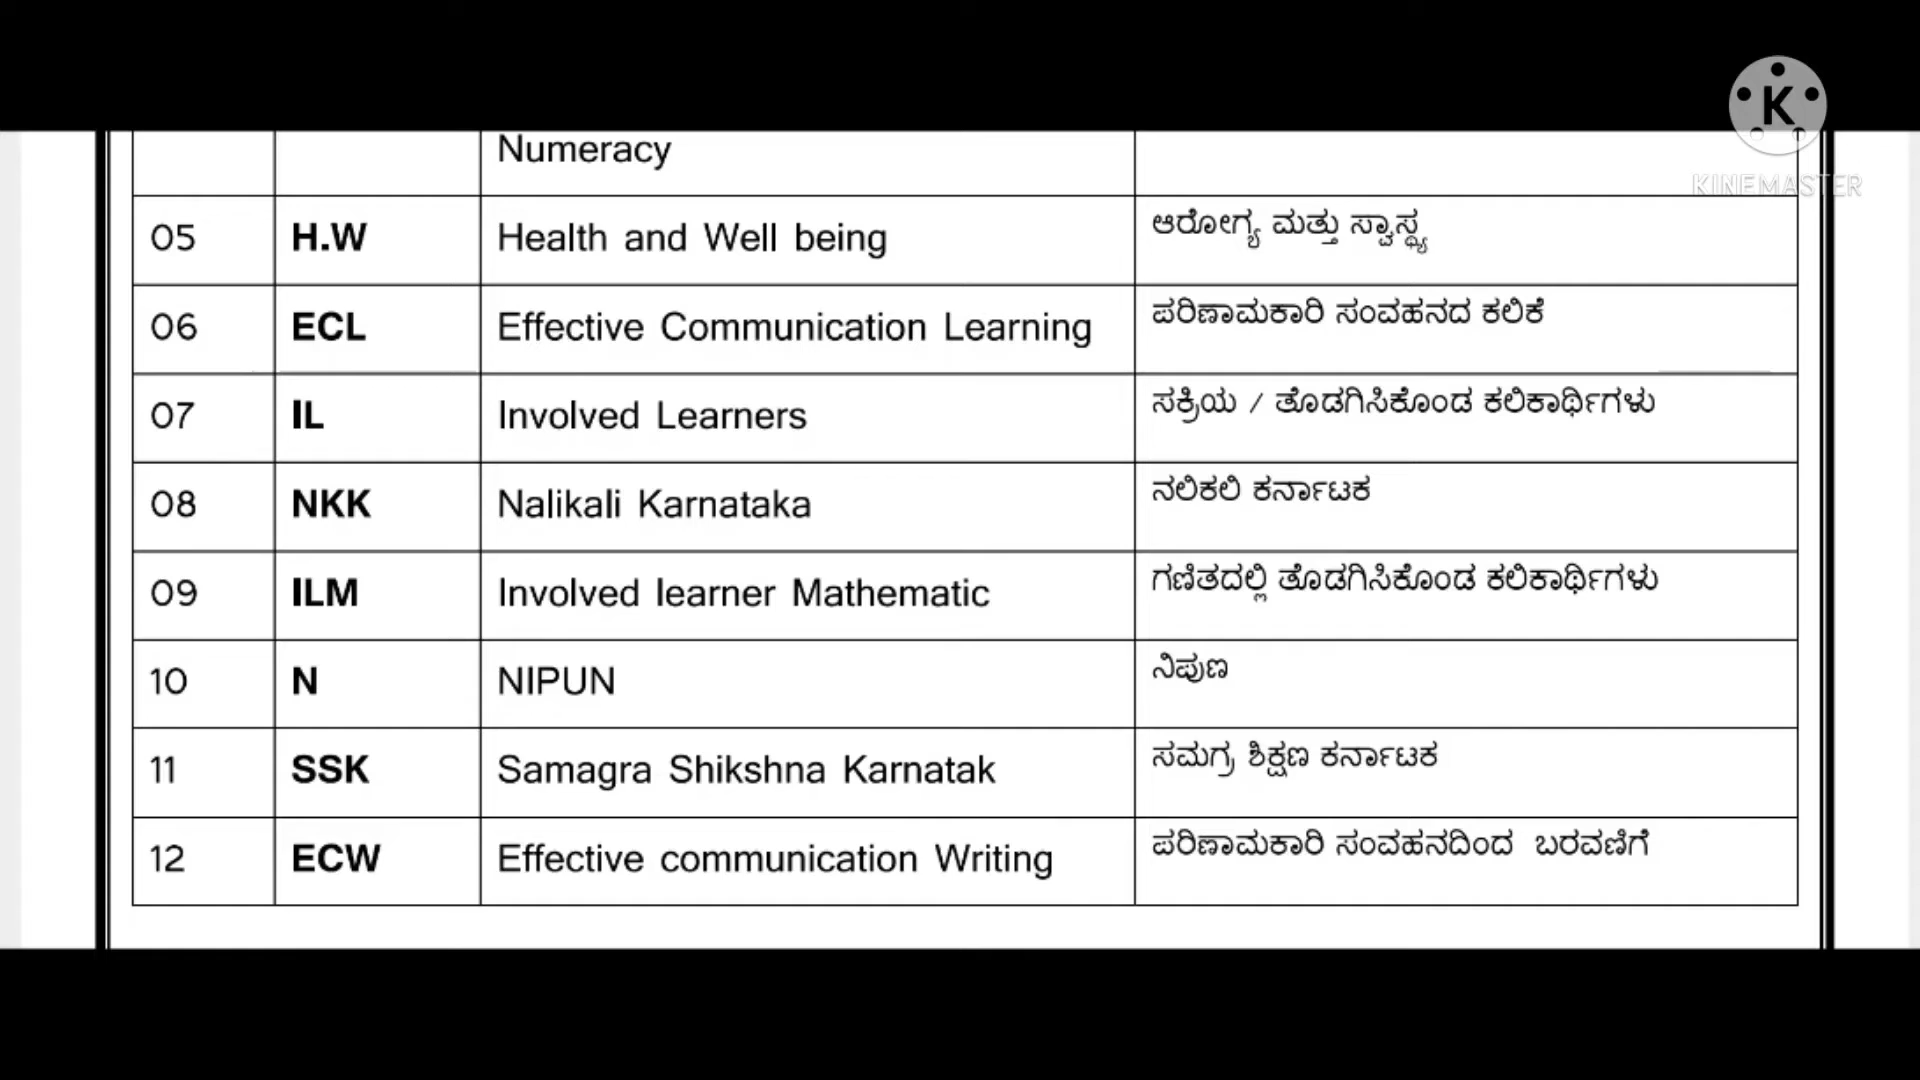 K
KINEMASTER
Numeracy
05 H.W Health and Well being ಆರೋಗ್ಯ ಮತ್ತು ಸ್ವಾಸ್ಥ್ಯ
06 ECL Effective Communication Learning ಪರಿಣಾಮಕಾರಿ ಸಂವಹನದ ಕಲಿಕೆ
07 IL Involved Learners ಸಕ್ರಿಯ / ತೊಡಗಿಸಿಕೊಂಡ ಕಲಿಕಾರ್ಥಿಗಳು
08 NKK Nalikali Karnataka ನಲಿಕಲಿ ಕರ್ನಾಟಕ
09 ILM Involved learner Mathematic ಗಣಿತದಲ್ಲಿ ತೊಡಗಿಸಿಕೊಂಡ ಕಲಿಕಾರ್ಥಿಗಳು
10 N NIPUN ನಿಪುಣ
11 SSK Samagra Shikshna Karnatak ಸಮಗ್ರ ಶಿಕ್ಷಣ ಕರ್ನಾಟಕ
12 ECW Effective communication Writing ಪರಿಣಾಮಕಾರಿ ಸಂವಹನದಿಂದ ಬರವಣಿಗೆ